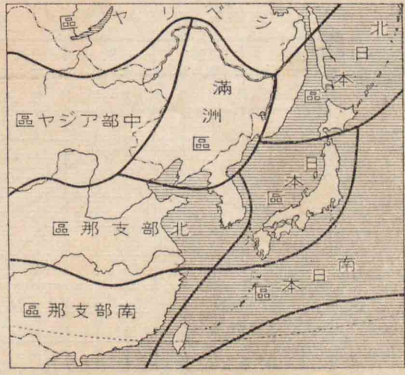 シベリヤ區
北日本區
滿洲區
中部アジヤ區
日本區
北部支那區
南日本區
南部支那區